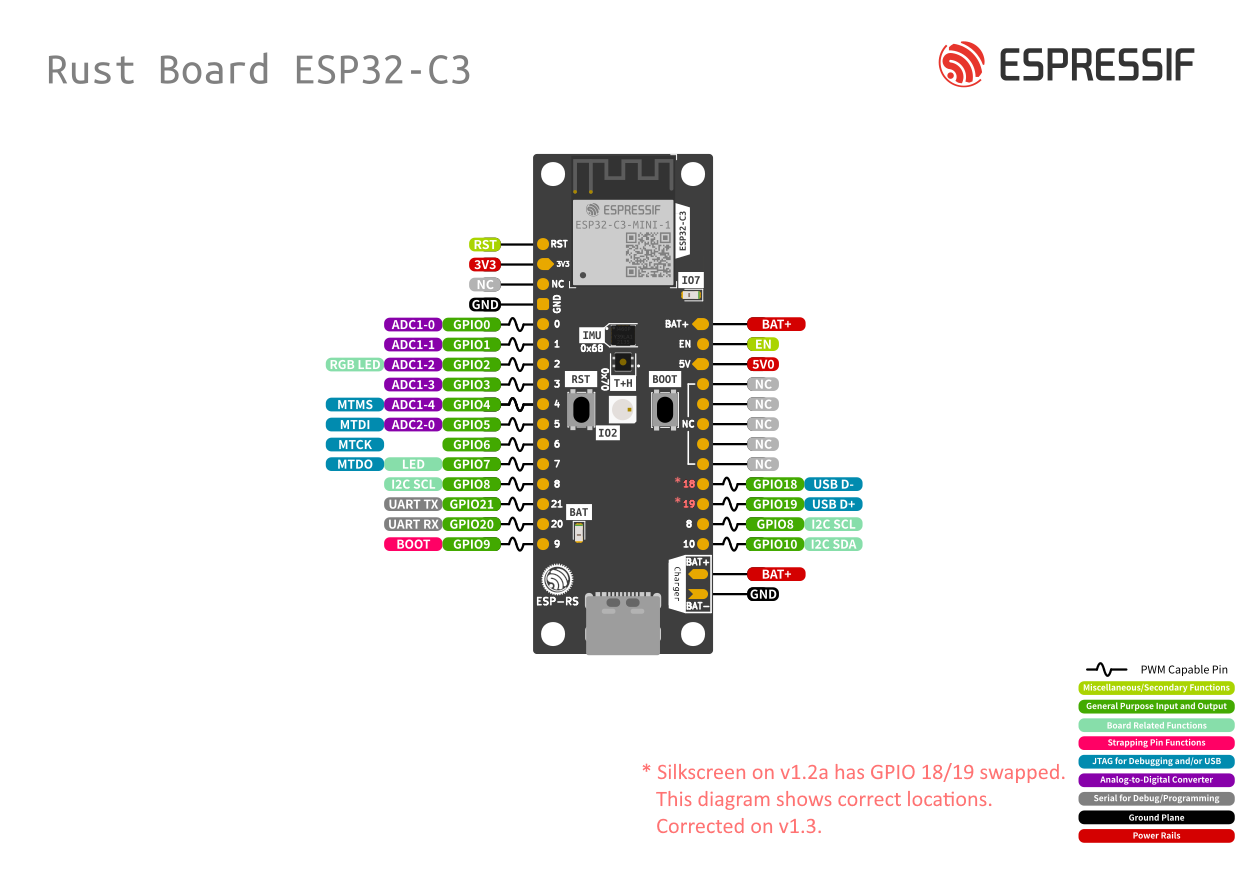 Rust Board ESP32-C3
ESPRESSIF
ESPRESSIF
ESP32-C3-MINI-1
ESP32-C3
RST RST
3V3 3V3
NC NC
GND GND
IO7
ADC1-0 GPIO0 0
ADC1-1 GPIO1 1
RGB LED ADC1-2 GPIO2 2
ADC1-3 GPIO3 3
MTMS ADC1-4 GPIO4 4
MTDI ADC2-0 GPIO5 5
MTCK GPIO6 6
MTDO LED GPIO7 7
I2C SCL GPIO8 8
UART TX GPIO21 21
UART RX GPIO20 20
BOOT GPIO9 9
IMU
0x68
0x70
T+H
RST
BOOT
IO2
BAT
BAT+ BAT+
EN EN
5V 5V0
NC
NC
NC NC
NC
NC
* 18 GPIO18 USB D-
* 19 GPIO19 USB D+
8 GPIO8 I2C SCL
10 GPIO10 I2C SDA
BAT+ BAT+
GND
BAT-
Charger
ESP-RS
PWM Capable Pin
Miscellaneous/Secondary Functions
General Purpose Input and Output
Board Related Functions
Strapping Pin Functions
JTAG for Debugging and/or USB
Analog-to-Digital Converter
Serial for Debug/Programming
Ground Plane
Power Rails
* Silkscreen on v1.2a has GPIO 18/19 swapped.
This diagram shows correct locations.
Corrected on v1.3.